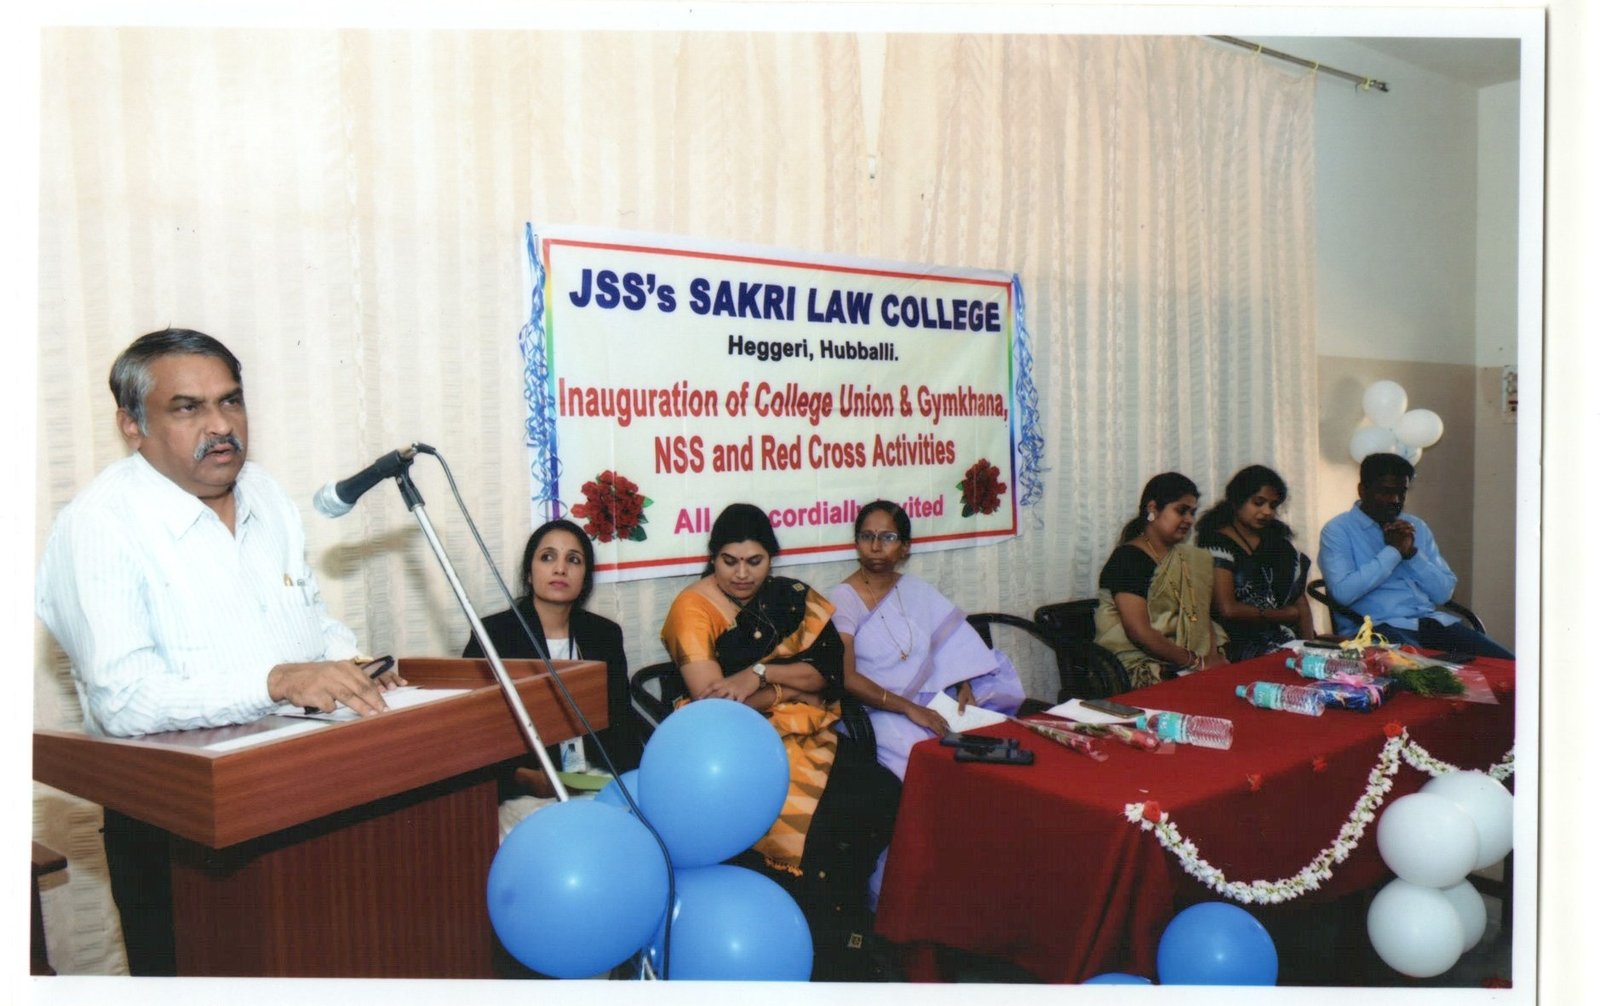 JSS's SAKRI LAW COLLEGE
Heggeri, Hubballi.
Inauguration of College Union & Gymkhana,
NSS and Red Cross Activities
All cordially